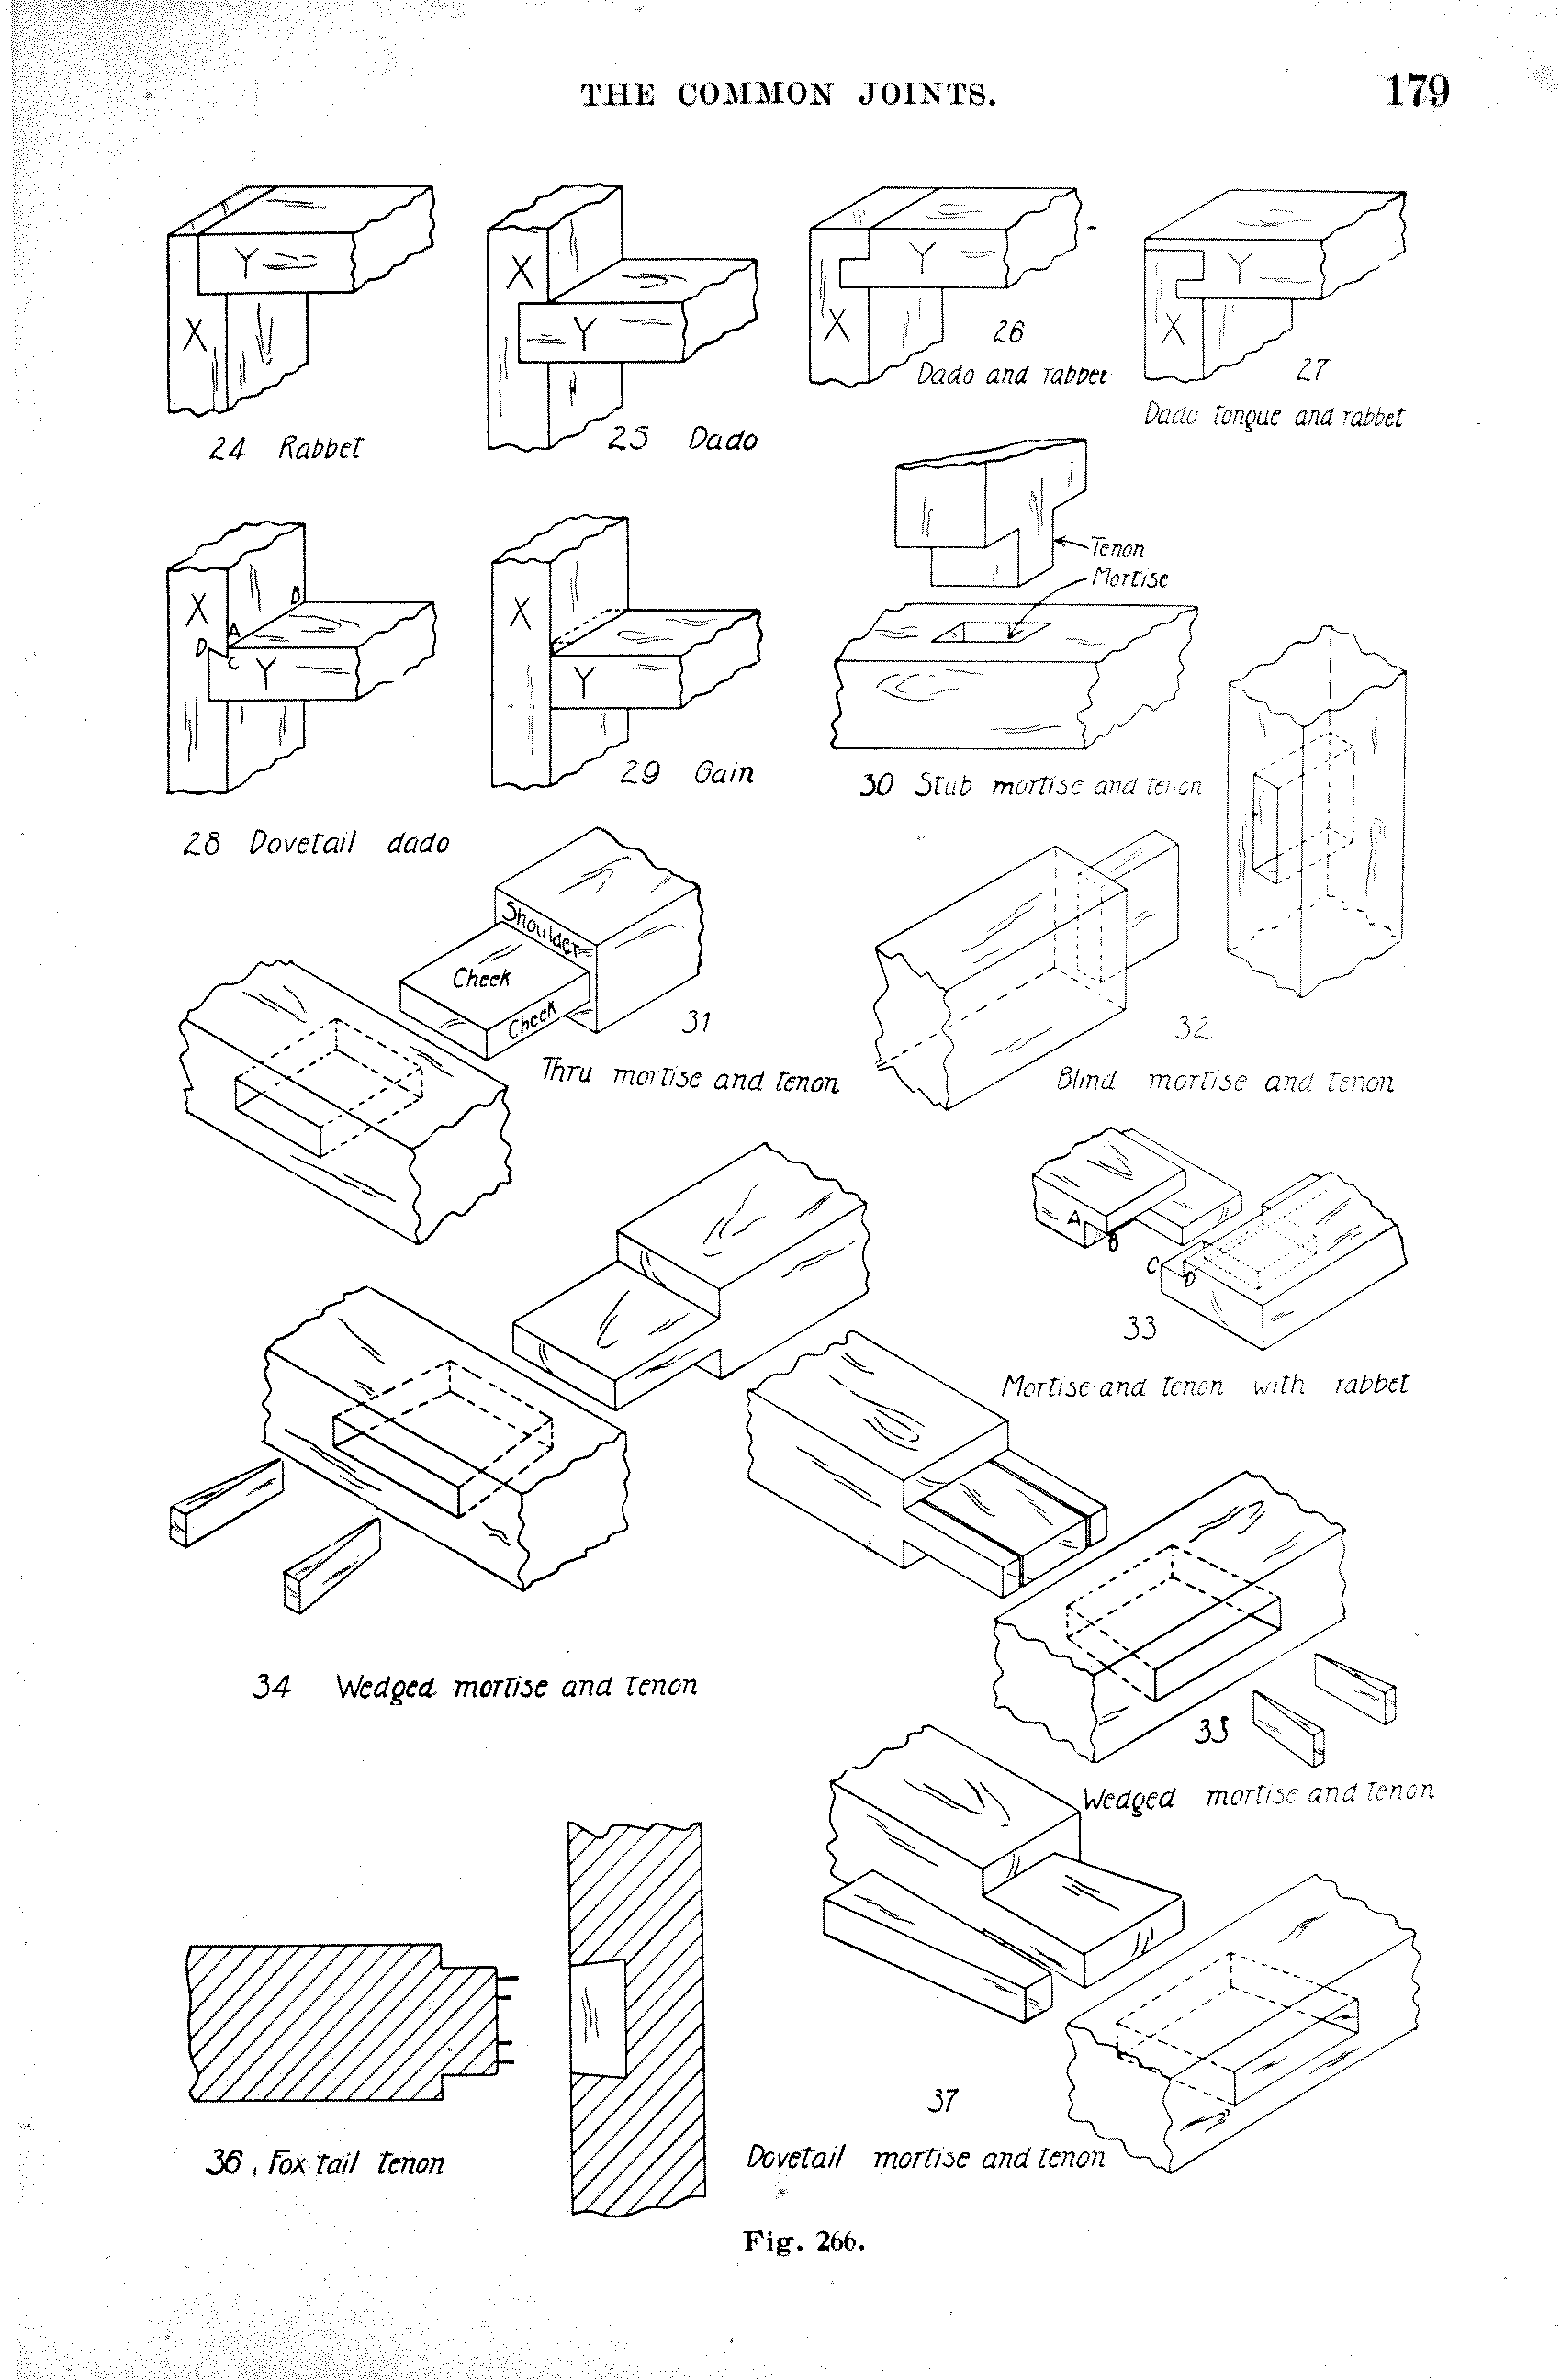 THE COMMON JOINTS.
179
X
Y
24 Rabbet
X
Y
25 Dado
X
Y
26
Dado and rabbet
X
Y
27
Dado tongue and rabbet
X
Y
A
B
C
D
28 Dovetail dado
X
Y
29 Gain
Tenon
Mortise
30 Stub mortise and tenon
Shoulder
Cheek
Cheek
31
Thru mortise and tenon
32
Blind mortise and tenon
A
B
C
D
33
Mortise and tenon with rabbet
34 Wedged mortise and tenon
35
Wedged mortise and tenon
36, Fox tail tenon
37
Dovetail mortise and tenon
Fig. 266.